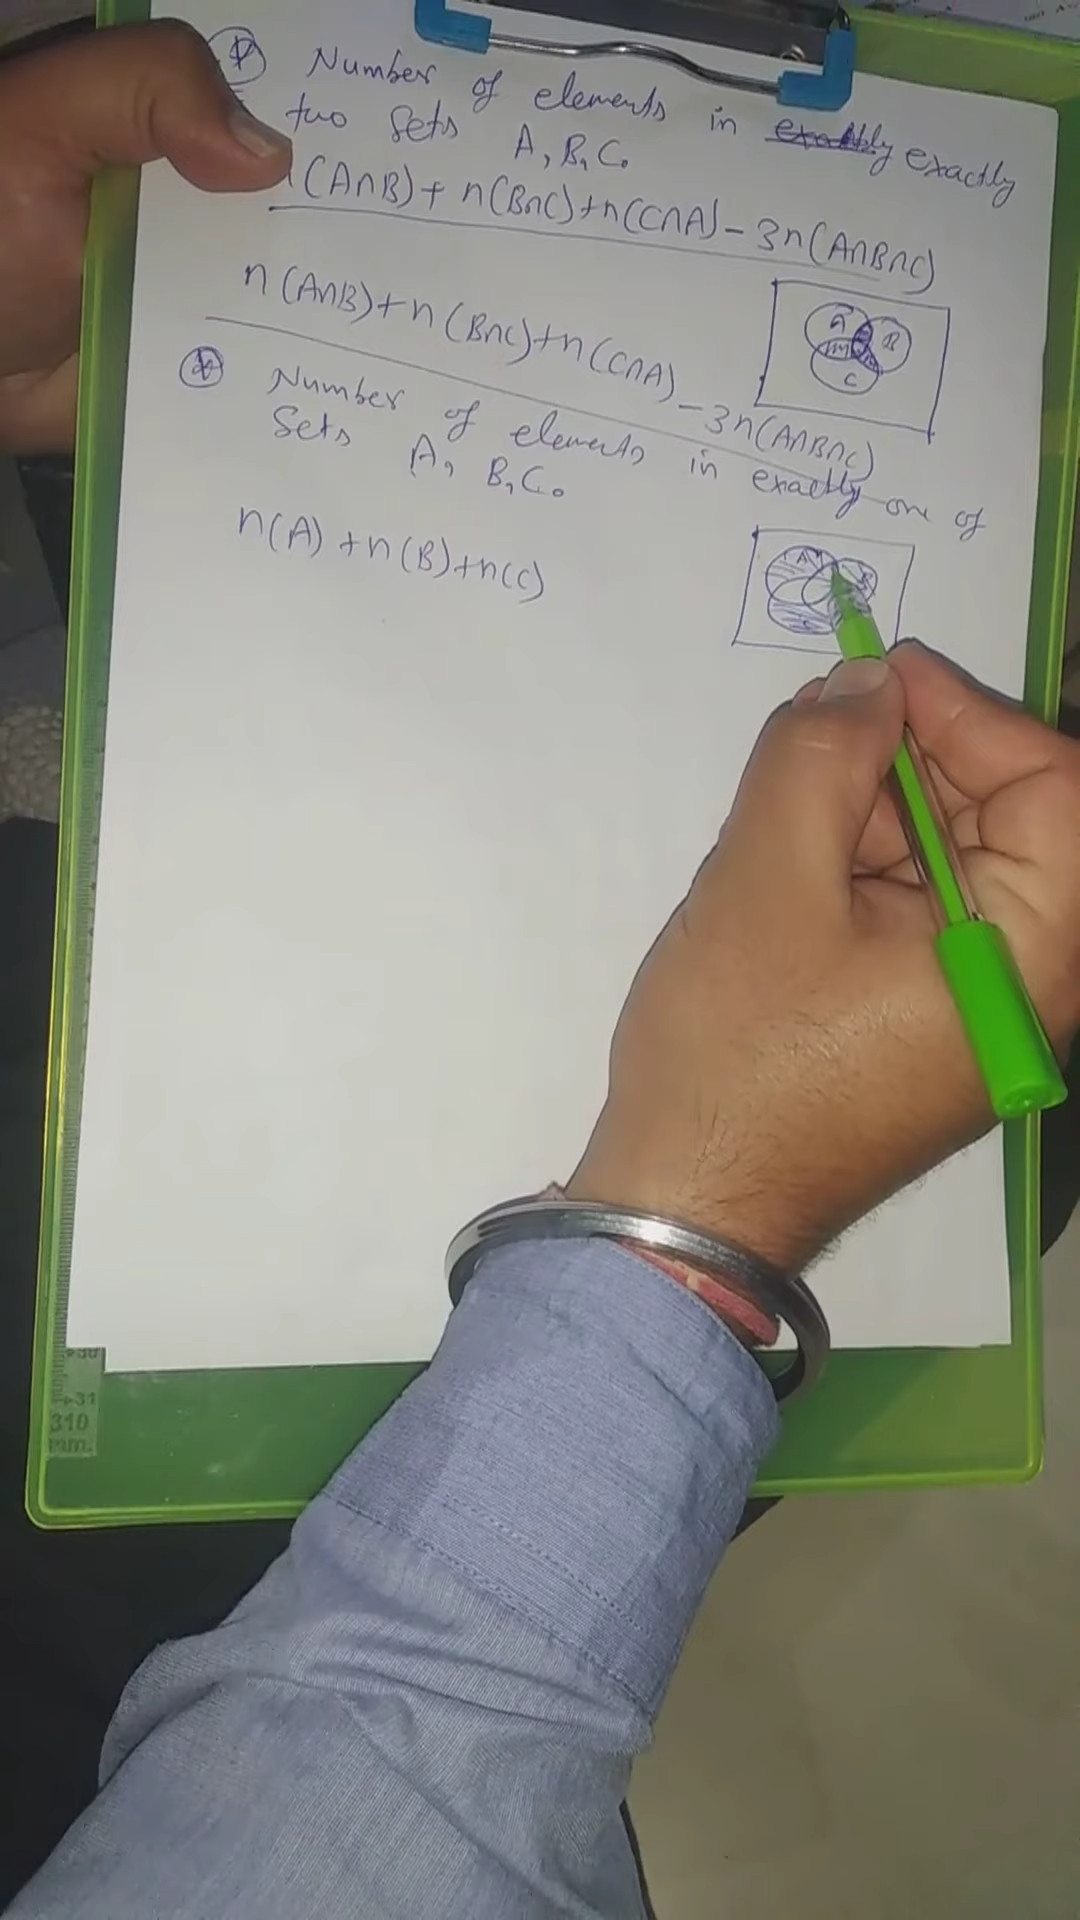 Number of elements in exactly exactly
two sets A, B, C.
(A∩B) + n(B∩C) + n(C∩A) - 3n(A∩B∩C)
n(A∩B) + n(B∩C) + n(C∩A) - 3n(A∩B∩C)
A B
C
Number of elements in exactly one of
Sets A, B, C.
n(A) + n(B) + n(C)
A B
310
mm.